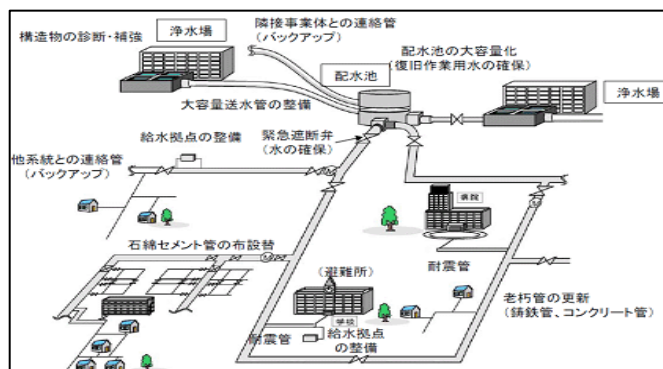 構造物の診断・補強
浄水場
隣接事業体との連絡管
(バックアップ)
配水池
配水池の大容量化
(復旧作業用水の確保)
浄水場
大容量送水管の整備
給水拠点の整備
緊急遮断弁
(水の確保)
他系統との連絡管
(バックアップ)
病院
石綿セメント管の布設替
耐震管
(避難所)
老朽管の更新
(鋳鉄管、コンクリート管)
学校
耐震管
給水拠点
の整備